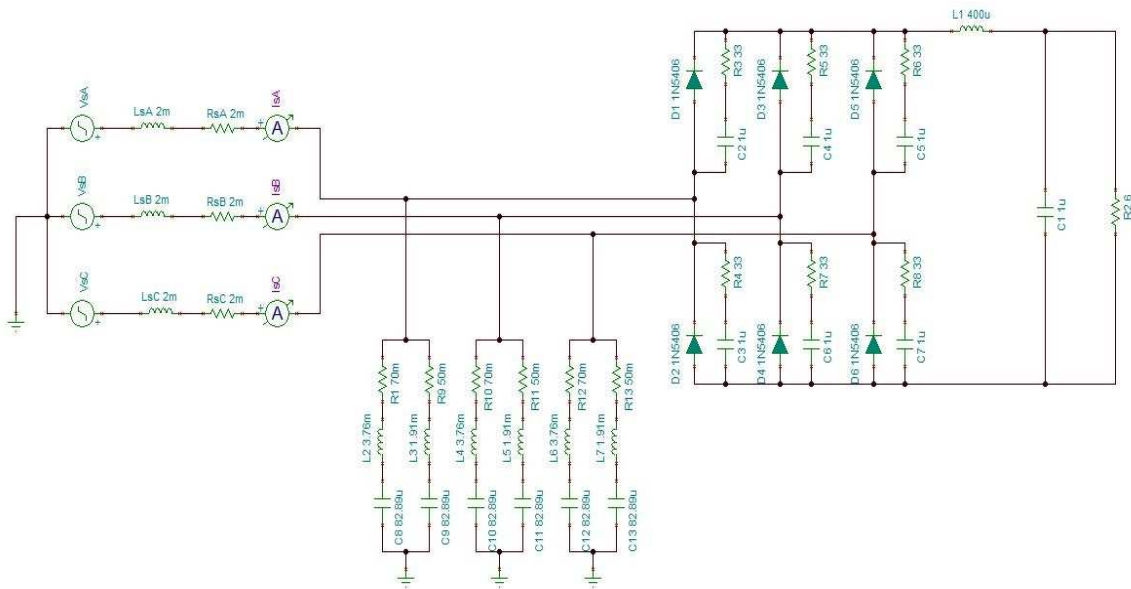 L1 400u
D1 1N5406
R3 33
C2 1u
D3 1N5406
R5 33
C4 1u
D5 1N5406
R6 33
C5 1u
VsA
LsA 2m
RsA 2m
IsA
A
VsB
LsB 2m
RsB 2m
IsB
A
VsC
LsC 2m
RsC 2m
IsC
A
C1 1u
R2 6
D2 1N5406
R4 33
C3 1u
D4 1N5406
R7 33
C6 1u
D6 1N5406
R8 33
C7 1u
R1 70m
R9 50m
R10 70m
R11 50m
R12 70m
R13 50m
L2 3.76m
L3 1.91m
L4 3.76m
L5 1.91m
L6 3.76m
L7 1.91m
C8 82.89u
C9 82.89u
C10 82.89u
C11 82.89u
C12 82.89u
C13 82.89u